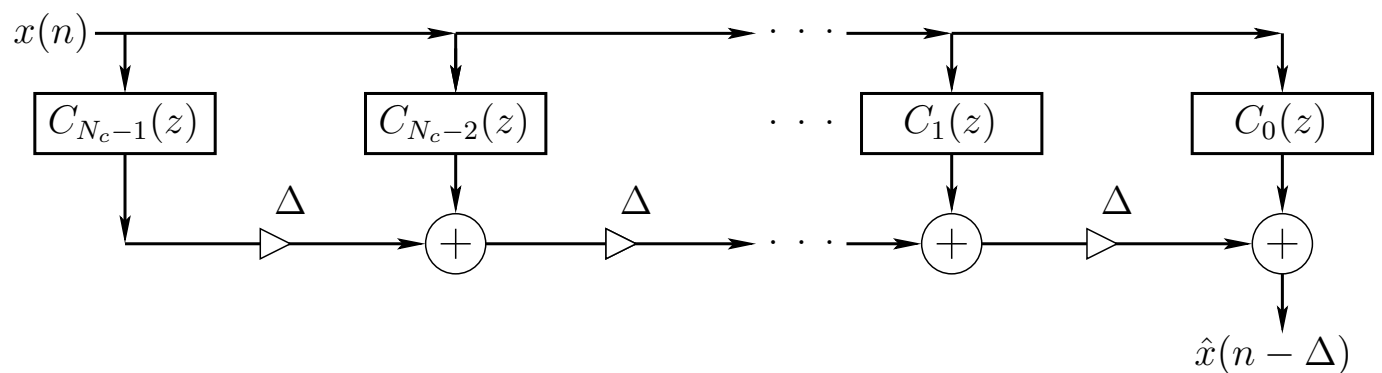 x(n) · · ·
C_{N_c−1}(z) C_{N_c−2}(z) · · · C_1(z) C_0(z)
Δ Δ Δ
+ · · · + +
x̂(n − Δ)